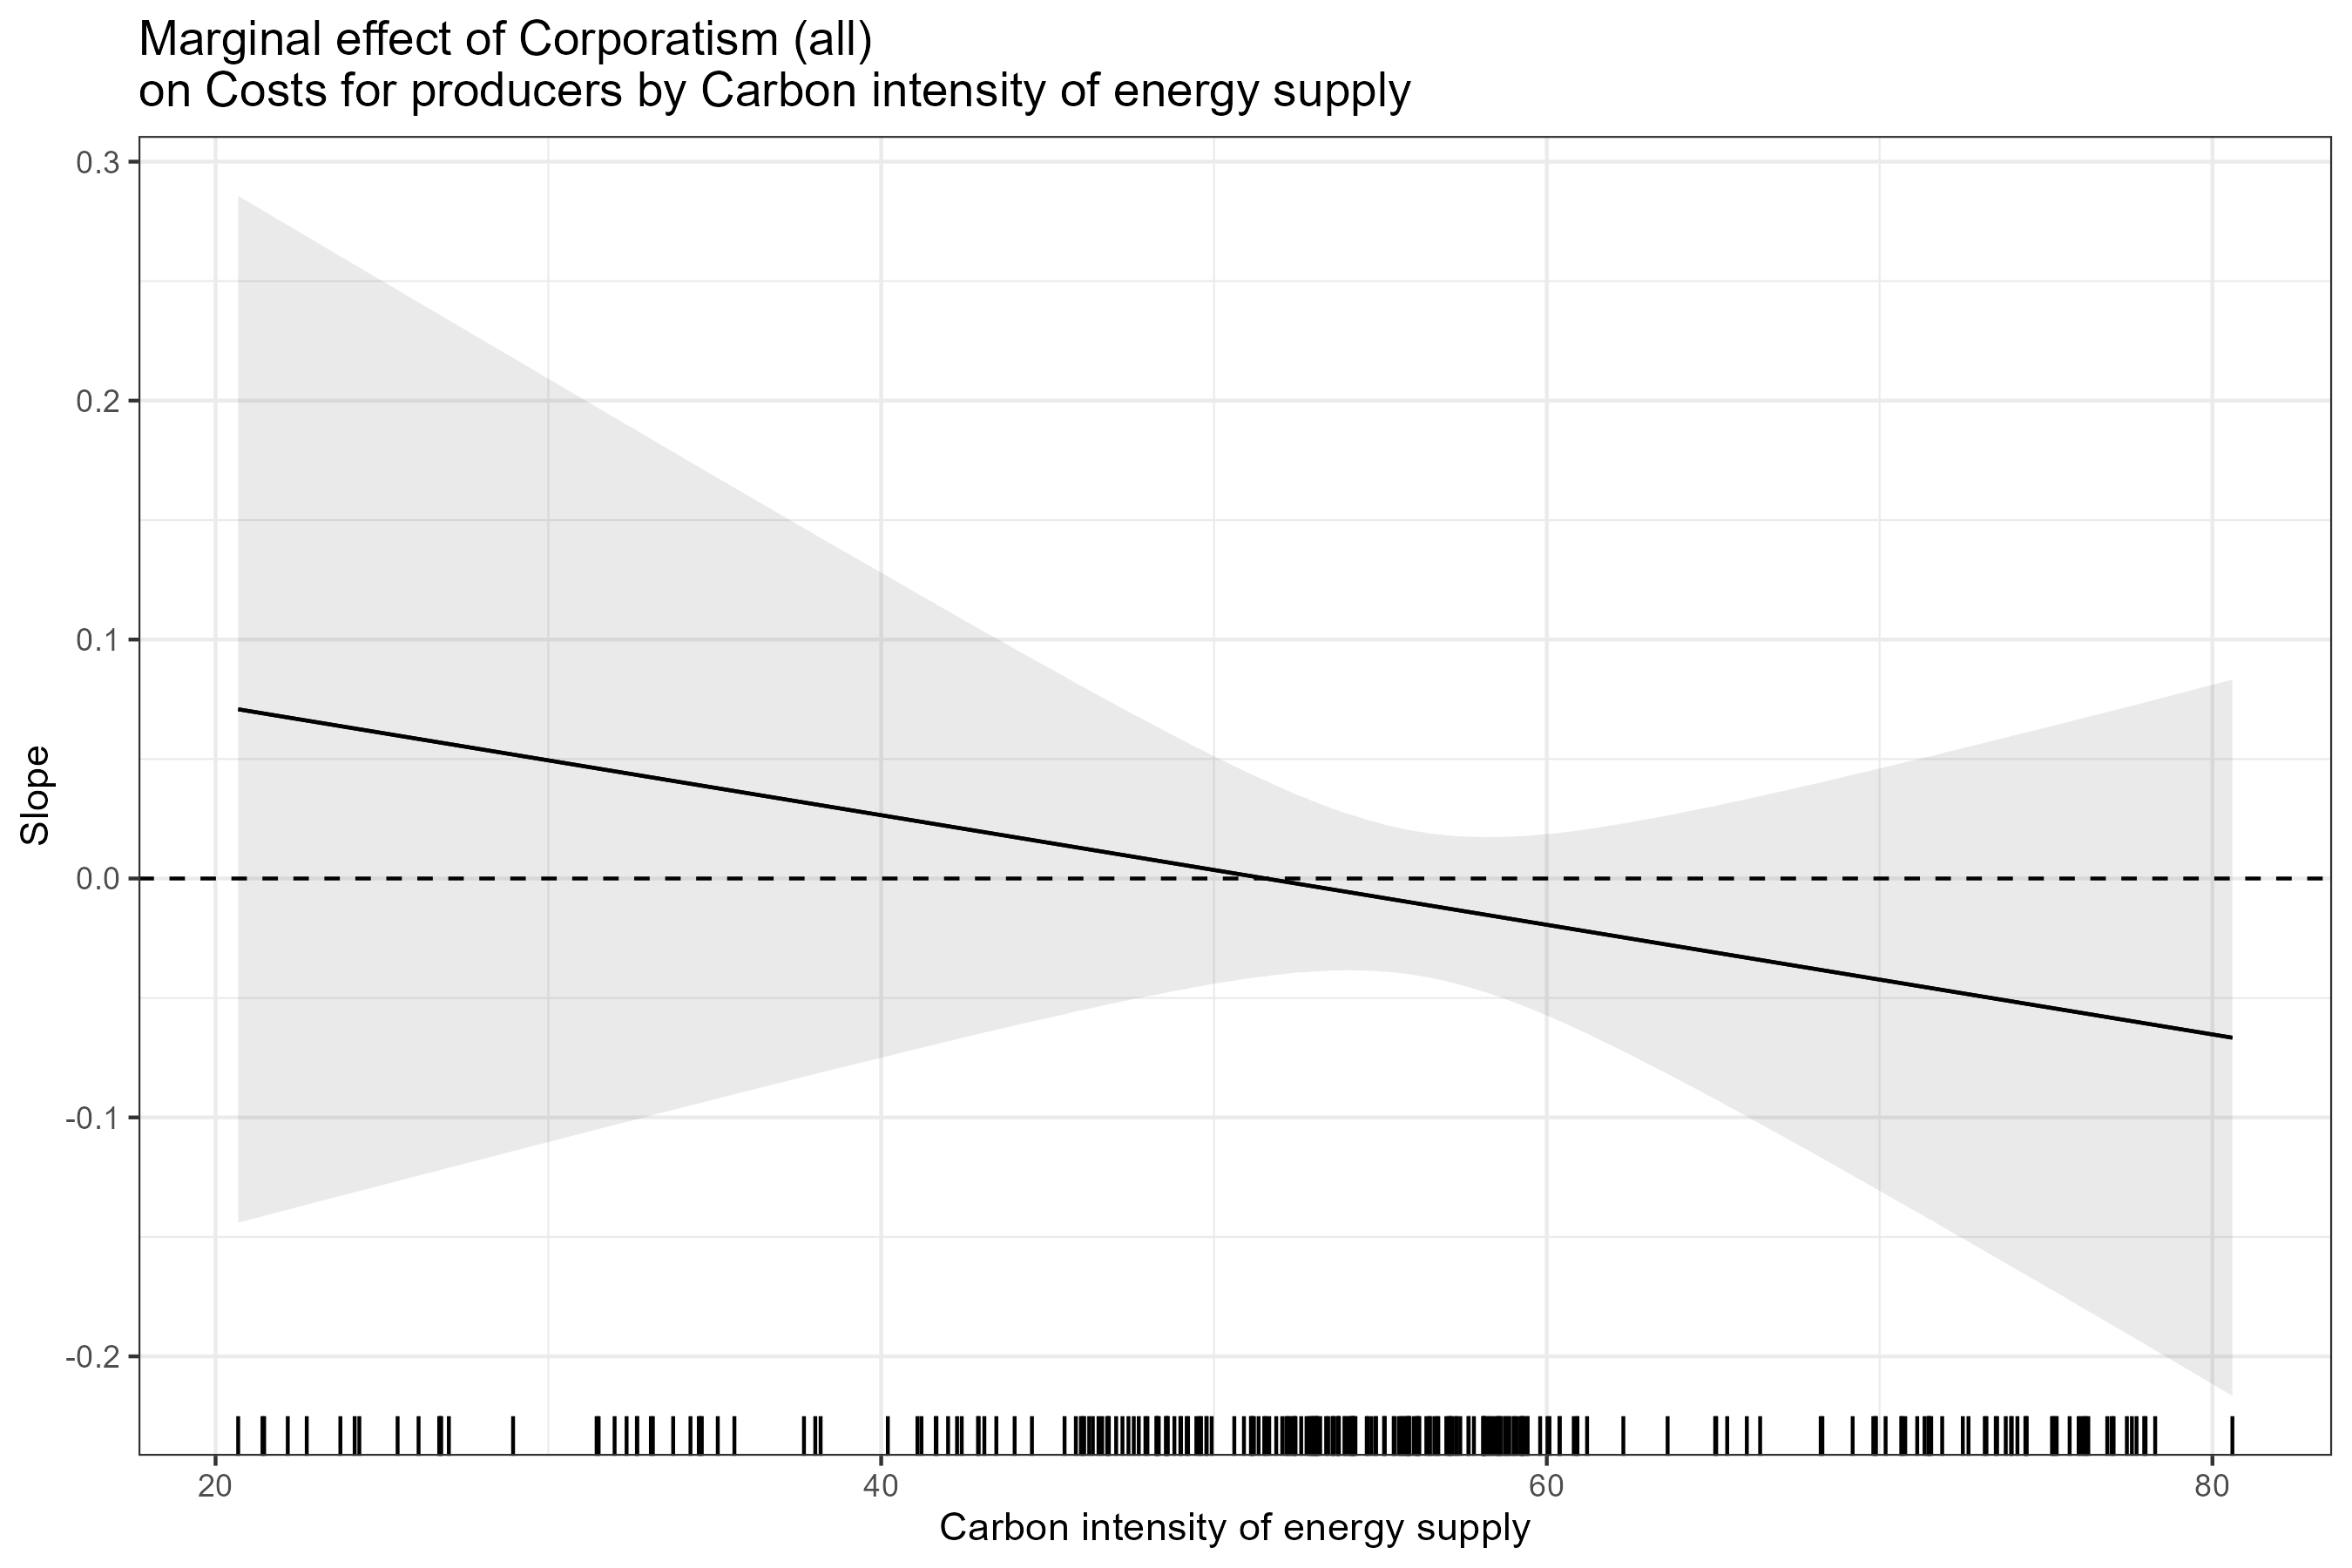 Marginal effect of Corporatism (all)
on Costs for producers by Carbon intensity of energy supply
0.3
0.2
0.1
0.0
-0.1
-0.2
Slope
20
40
60
80
Carbon intensity of energy supply